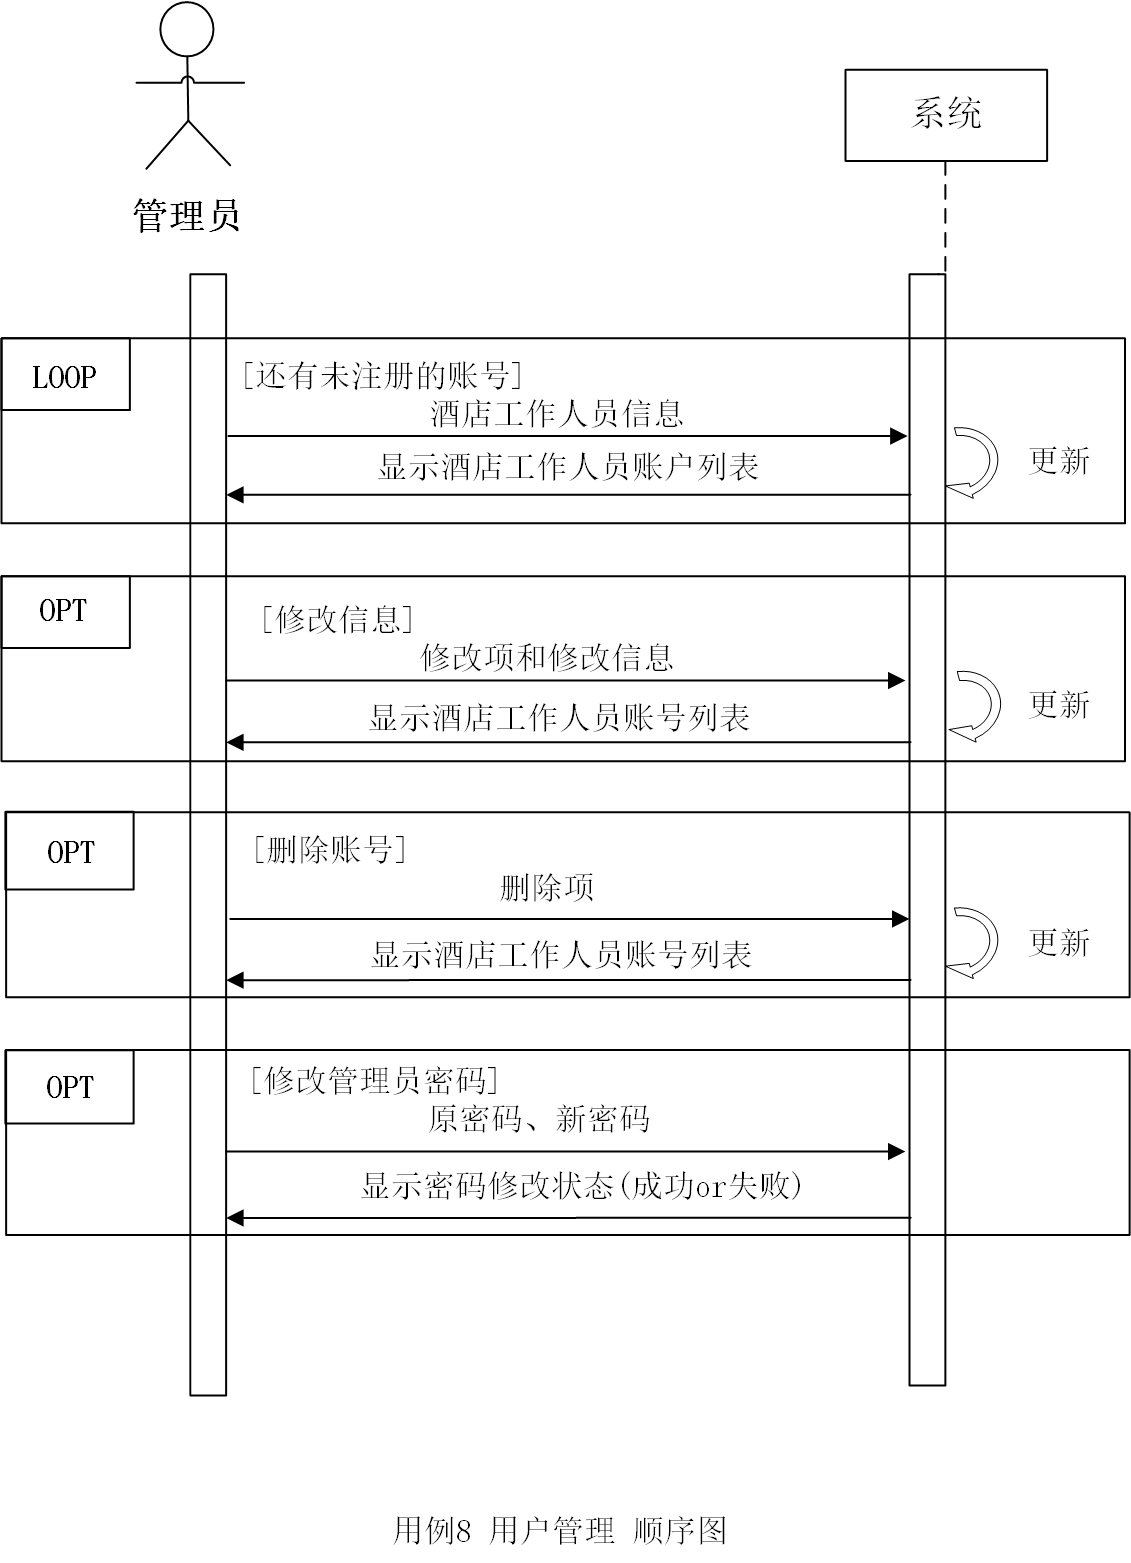 系统
管理员
LOOP
[还有未注册的账号]
酒店工作人员信息
显示酒店工作人员账户列表
更新
OPT
[修改信息]
修改项和修改信息
显示酒店工作人员账号列表
更新
OPT
[删除账号]
删除项
显示酒店工作人员账号列表
更新
OPT
[修改管理员密码]
原密码、新密码
显示密码修改状态(成功or失败)
用例8 用户管理 顺序图